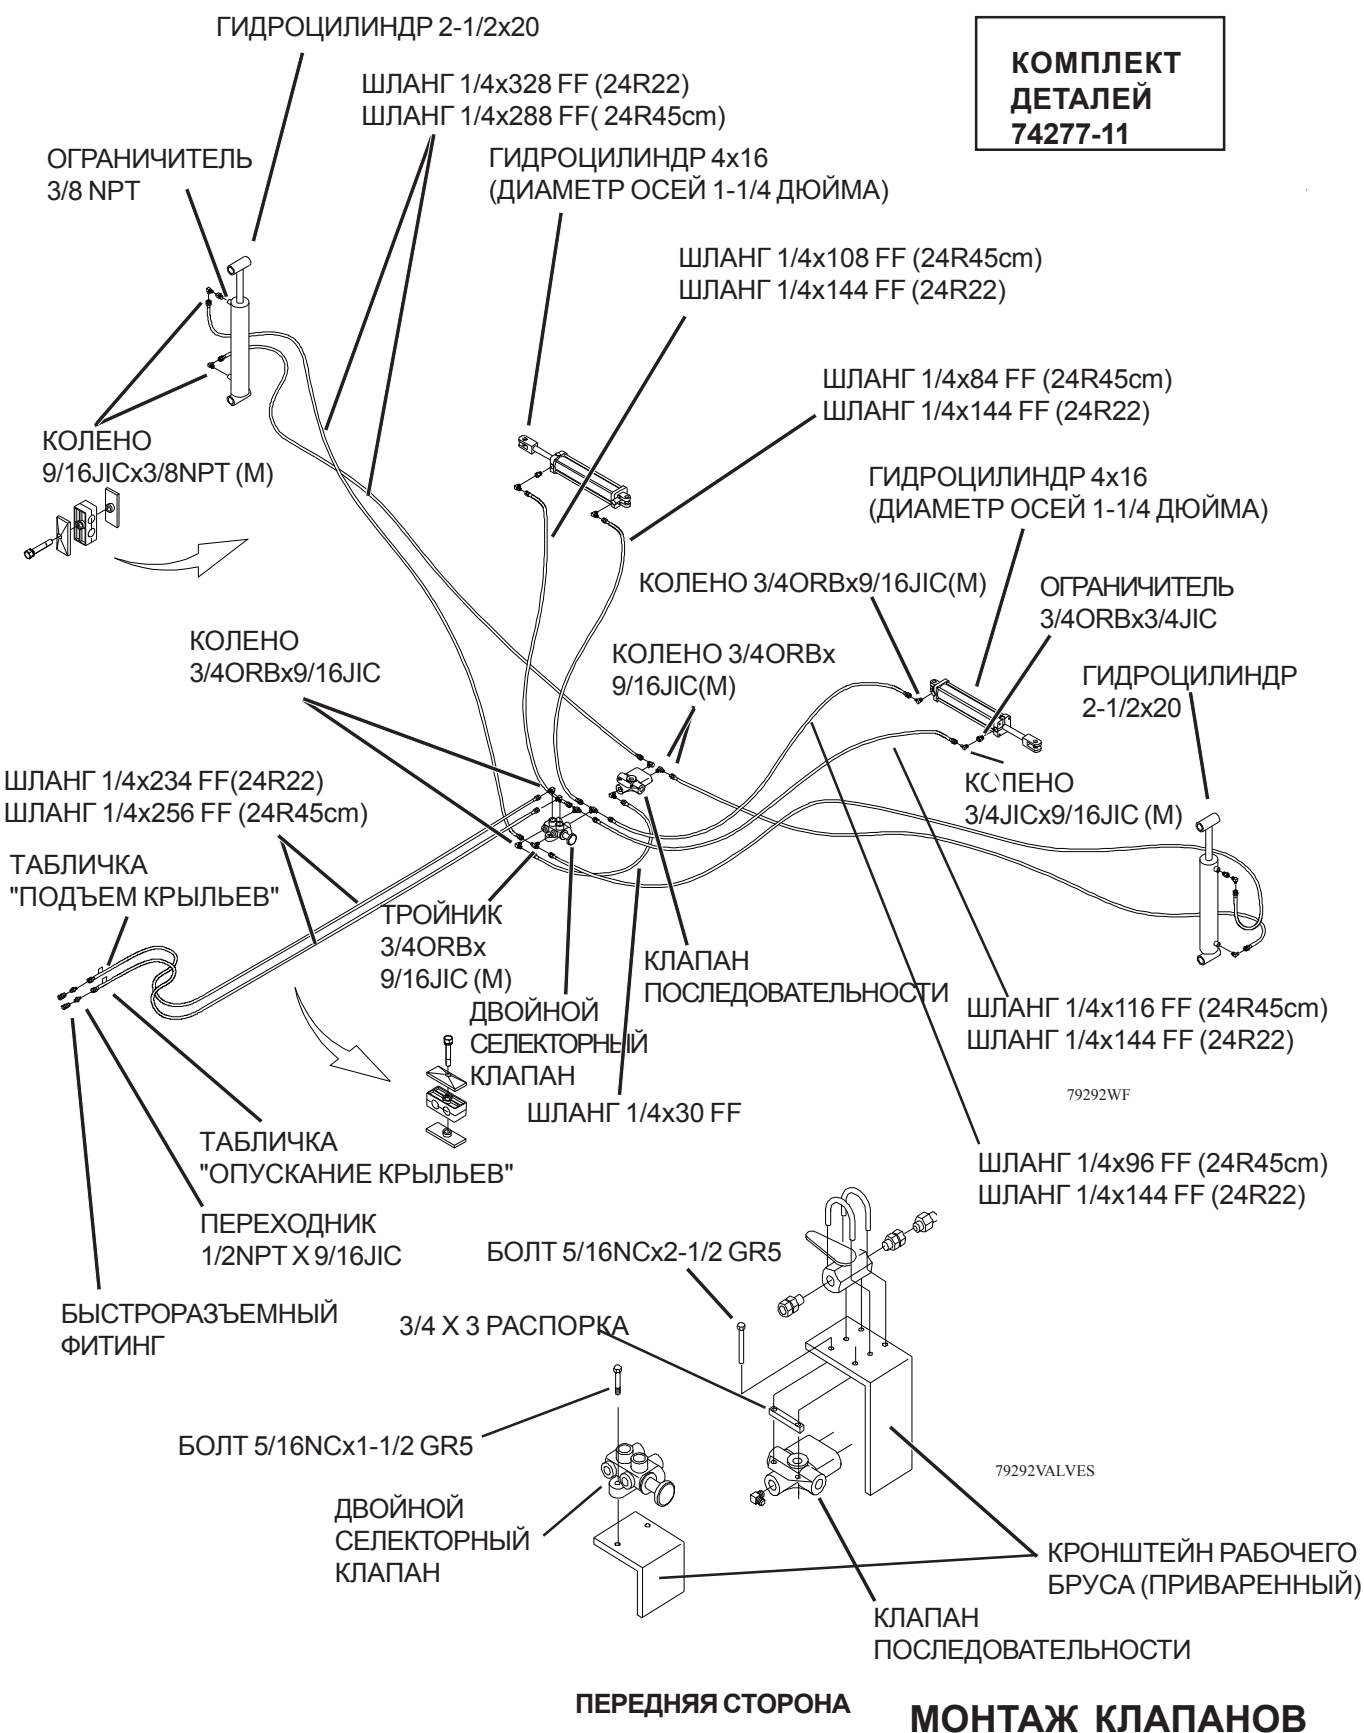 ГИДРОЦИЛИНДР 2-1/2x20
КОМПЛЕКТ
ДЕТАЛЕЙ
74277-11
ШЛАНГ 1/4x328 FF (24R22)
ШЛАНГ 1/4x288 FF( 24R45cm)
ОГРАНИЧИТЕЛЬ
3/8 NPT
ГИДРОЦИЛИНДР 4x16
(ДИАМЕТР ОСЕЙ 1-1/4 ДЮЙМА)
ШЛАНГ 1/4x108 FF (24R45cm)
ШЛАНГ 1/4x144 FF (24R22)
ШЛАНГ 1/4x84 FF (24R45cm)
ШЛАНГ 1/4x144 FF (24R22)
КОЛЕНО
9/16JICx3/8NPT (M)
ГИДРОЦИЛИНДР 4x16
(ДИАМЕТР ОСЕЙ 1-1/4 ДЮЙМА)
КОЛЕНО 3/4ORBx9/16JIC(M)
ОГРАНИЧИТЕЛЬ
3/4ORBx3/4JIC
КОЛЕНО
3/4ORBx9/16JIC
КОЛЕНО 3/4ORBx
9/16JIC(M)
ГИДРОЦИЛИНДР
2-1/2x20
ШЛАНГ 1/4x234 FF(24R22)
ШЛАНГ 1/4x256 FF (24R45cm)
КОЛЕНО
3/4JICx9/16JIC (M)
ТАБЛИЧКА
"ПОДЪЕМ КРЫЛЬЕВ"
ТРОЙНИК
3/4ORBx
9/16JIC (M)
КЛАПАН
ПОСЛЕДОВАТЕЛЬНОСТИ
ДВОЙНОЙ
СЕЛЕКТОРНЫЙ
КЛАПАН
ШЛАНГ 1/4x116 FF (24R45cm)
ШЛАНГ 1/4x144 FF (24R22)
79292WF
ШЛАНГ 1/4x30 FF
ТАБЛИЧКА
"ОПУСКАНИЕ КРЫЛЬЕВ"
ШЛАНГ 1/4x96 FF (24R45cm)
ШЛАНГ 1/4x144 FF (24R22)
ПЕРЕХОДНИК
1/2NPT X 9/16JIC
БОЛТ 5/16NCx2-1/2 GR5
БЫСТРОРАЗЪЕМНЫЙ
ФИТИНГ
3/4 X 3 РАСПОРКА
БОЛТ 5/16NCx1-1/2 GR5
79292VALVES
ДВОЙНОЙ
СЕЛЕКТОРНЫЙ
КЛАПАН
КРОНШТЕЙН РАБОЧЕГО
БРУСА (ПРИВАРЕННЫЙ)
КЛАПАН
ПОСЛЕДОВАТЕЛЬНОСТИ
ПЕРЕДНЯЯ СТОРОНА
МОНТАЖ КЛАПАНОВ